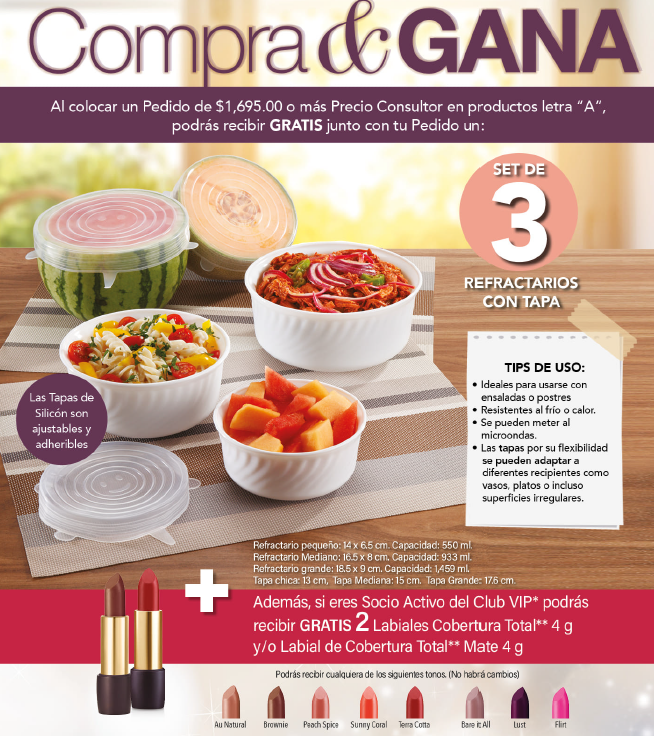 Compra & GANA
Al colocar un Pedido de $1,695.00 o más Precio Consultor en productos letra “A”,
podrás recibir GRATIS junto con tu Pedido un:
SET DE
3
REFRACTARIOS
CON TAPA
TIPS DE USO:
• Ideales para usarse con
ensaladas o postres
• Resistentes al frío o calor.
• Se pueden meter al
microondas.
• Las tapas por su flexibilidad
se pueden adaptar a
diferentes recipientes como
vasos, platos o incluso
superficies irregulares.
Las Tapas de
Silicón son
ajustables y
adheribles
Refractario pequeño: 14 x 6.5 cm. Capacidad: 550 ml.
Refractario Mediano: 16.5 x 8 cm. Capacidad: 933 ml.
Refractario grande: 18.5 x 9 cm. Capacidad: 1,459 ml.
Tapa chica: 13 cm, Tapa Mediana: 15 cm. Tapa Grande: 17.6 cm.
+
Además, si eres Socio Activo del Club VIP* podrás
recibir GRATIS 2 Labiales Cobertura Total** 4 g
y/o Labial de Cobertura Total** Mate 4 g
Podrás recibir cualquiera de los siguientes tonos. (No habrá cambios)
Au Natural Brownie Peach Spice Sunny Coral Terra Cotta Bare it All Lust Flirt